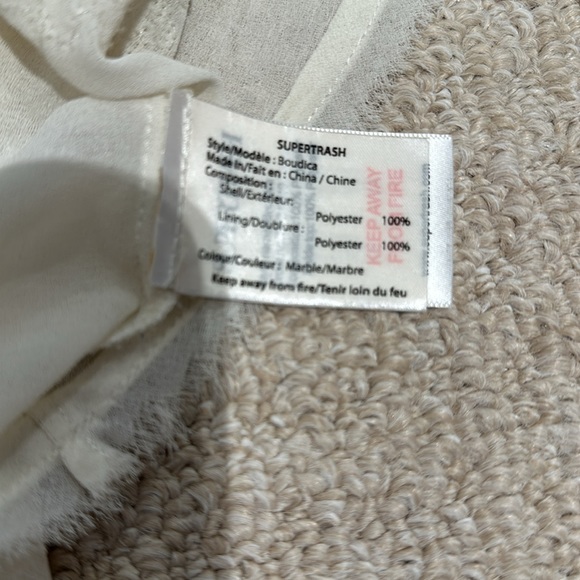 SUPERTRASH
Style/Modèle : Boudica
Made In/Fait en : China / Chine
Composition :
Shell/Extérieur:
Polyester 100%
Lining/Doublure :
Polyester 100%
Colour/Couleur : Marble/Marbre
Keep away from fire/Tenir loin du feu
KEEP AWAY
FROM FIRE